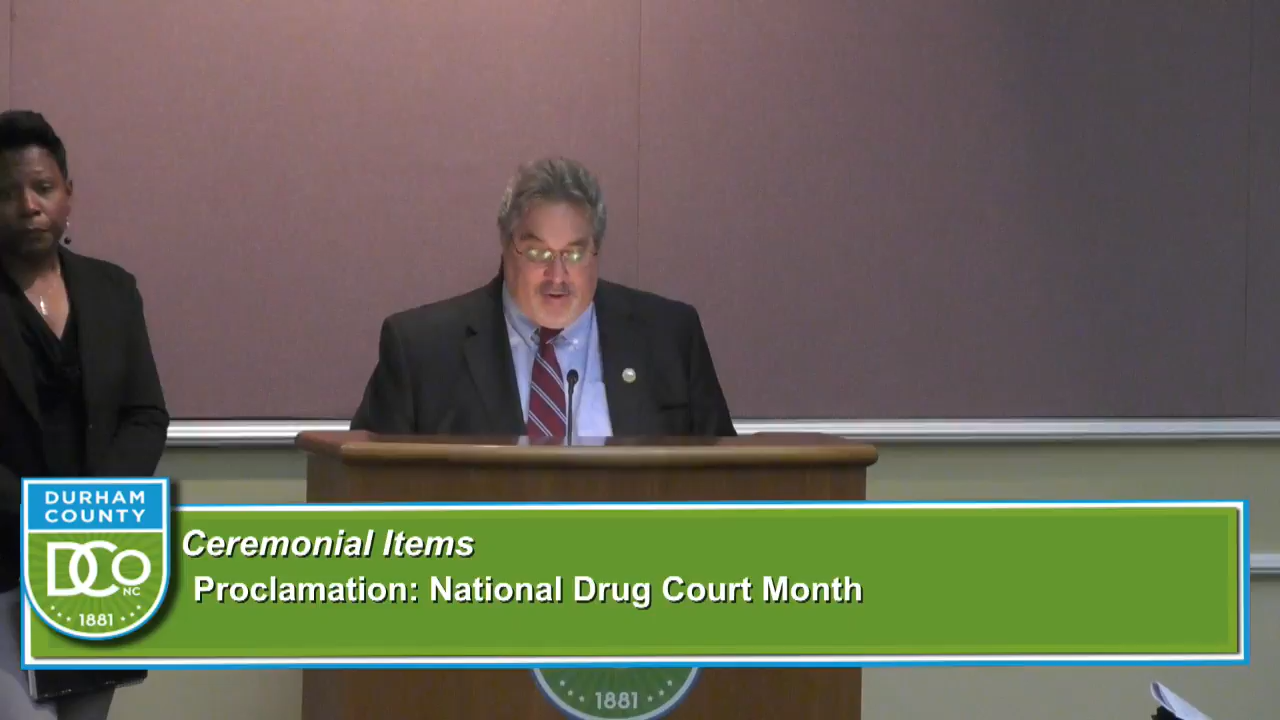 DURHAM
COUNTY
DCo
NC
1881
Ceremonial Items
Proclamation: National Drug Court Month
1881